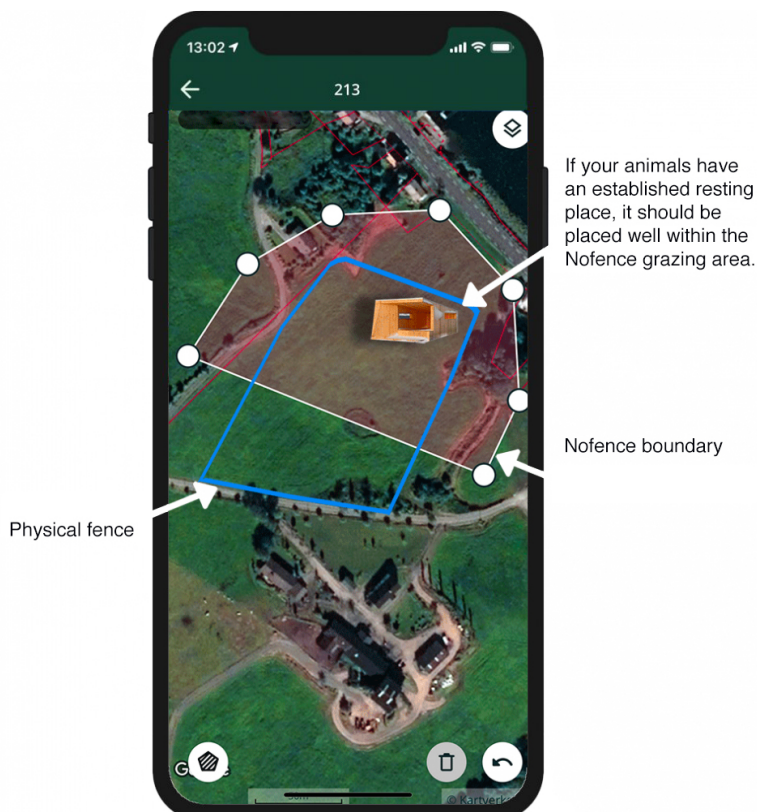 13:02
213
If your animals have
an established resting
place, it should be
placed well within the
Nofence grazing area.
Nofence boundary
Physical fence